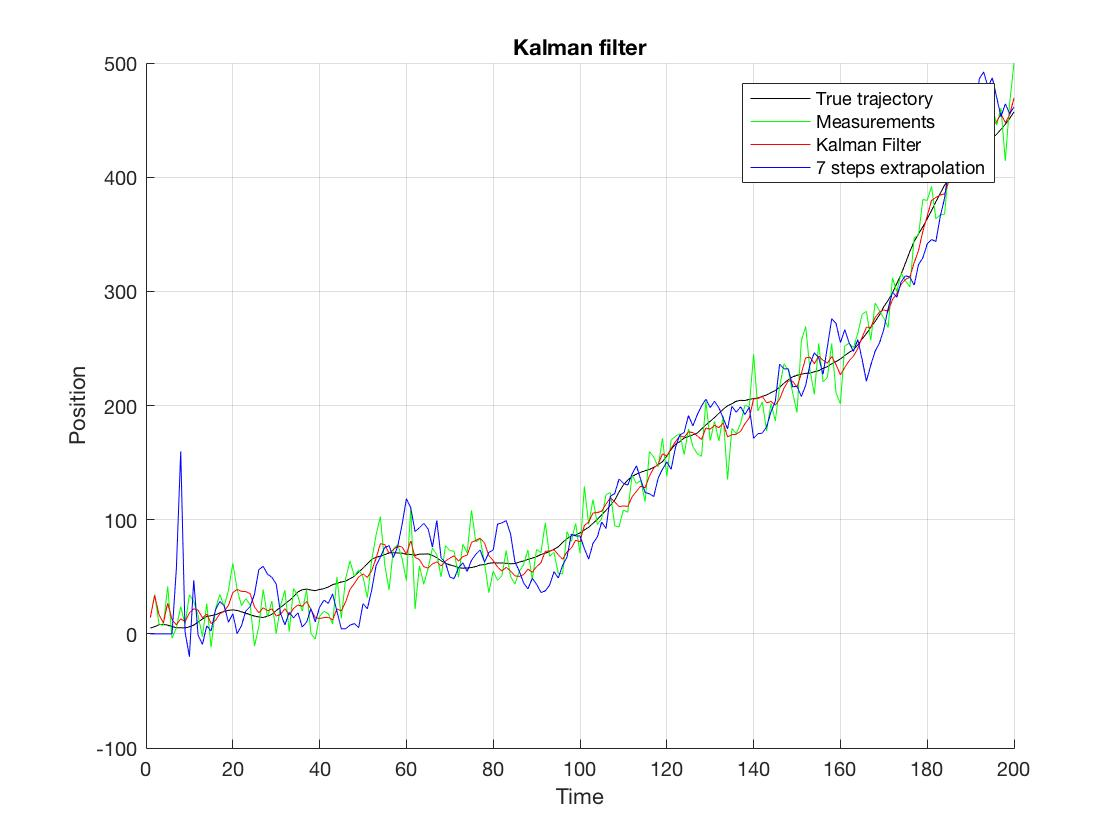 Kalman filter
500
400
300
200
100
0
-100
Position
True trajectory
Measurements
Kalman Filter
7 steps extrapolation
0 20 40 60 80 100 120 140 160 180 200
Time